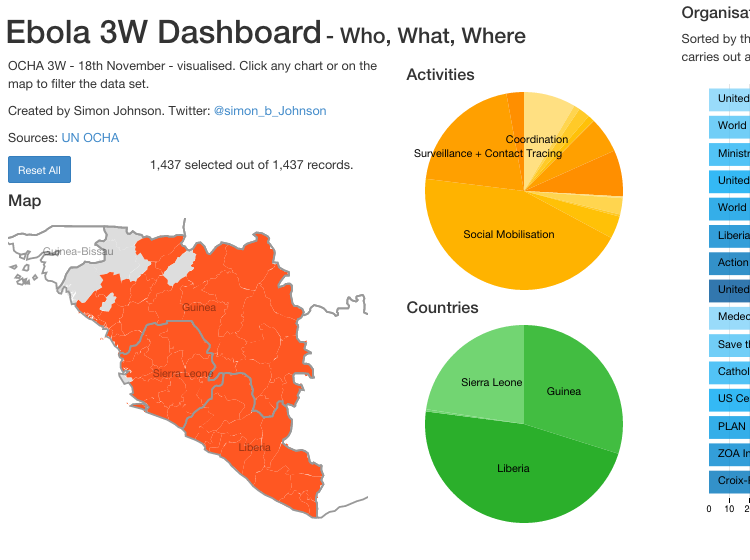 Ebola 3W Dashboard - Who, What, Where
OCHA 3W - 18th November - visualised. Click any chart or on the
map to filter the data set.
Created by Simon Johnson. Twitter: @simon_b_Johnson
Sources: UN OCHA
Reset All
1,437 selected out of 1,437 records.
Map
Guinea-Bissau
Guinea
Sierra Leone
Liberia
Activities
Coordination
Surveillance + Contact Tracing
Social Mobilisation
Countries
Sierra Leone
Guinea
Liberia
Organisat
Sorted by th
carries out a
United
World
Ministr
United
World
Liberia
Action
United
Medec
Save th
Cathol
US Ce
PLAN
ZOA In
Croix-
0 10 2